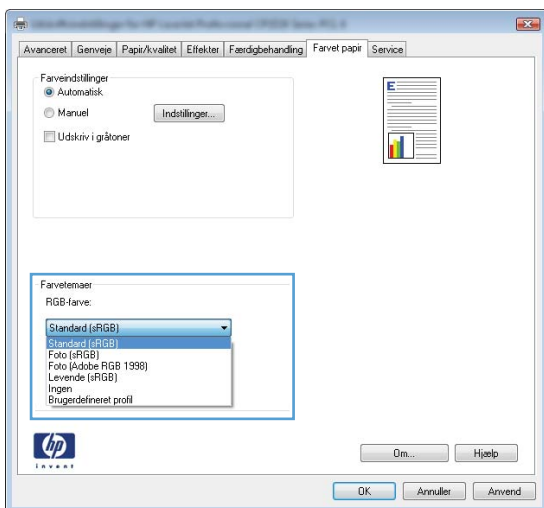 Avanceret Genveje Papir/kvalitet Effekter Færdigbehandling Farvet papir Service
Farveindstillinger
Automatisk
Manuel Indstillinger...
Udskriv i gråtoner
E
Farvetemaer
RGB-farve:
Standard (sRGB)
Standard (sRGB)
Foto (sRGB)
Foto (Adobe RGB 1998)
Levende (sRGB)
Ingen
Brugerdefineret profil
hp
invent
Om... Hjælp
OK Annuller Anvend